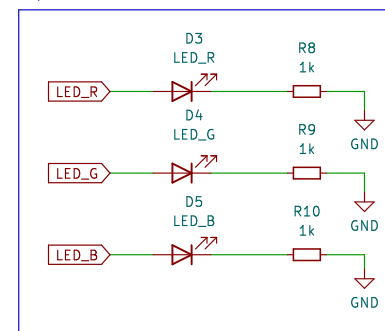 D3
LED_R
R8
1k
LED_R
GND
D4
LED_G
R9
1k
LED_G
GND
D5
LED_B
R10
1k
LED_B
GND